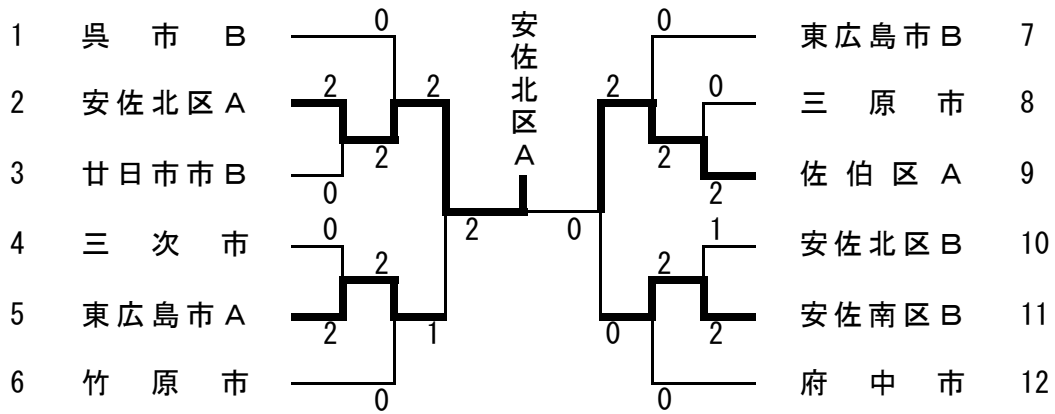 1 呉市B 0 0 東広島市B 7
2 安佐北区A 2 2 2 0 三原市 8
3 廿日市市B 0 2 2 2 佐伯区A 9
安佐北区A
2 0
4 三次市 0 2 2 1 安佐北区B 10
5 東広島市A 2 1 0 2 安佐南区B 11
6 竹原市 0 0 府中市 12